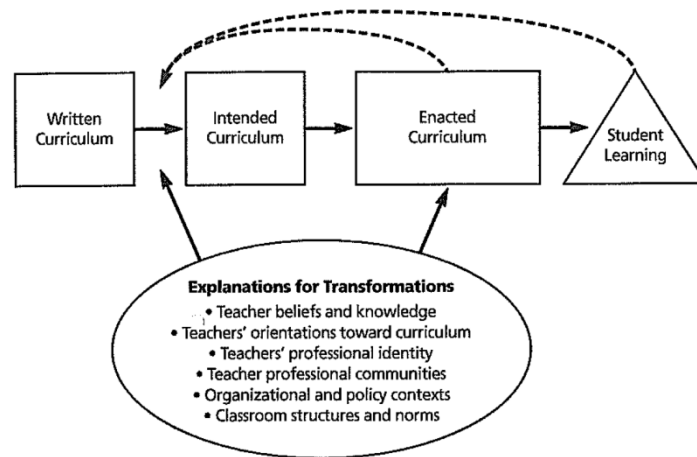 Written
Curriculum
Intended
Curriculum
Enacted
Curriculum
Student
Learning
Explanations for Transformations
• Teacher beliefs and knowledge
• Teachers' orientations toward curriculum
• Teachers' professional identity
• Teacher professional communities
• Organizational and policy contexts
• Classroom structures and norms